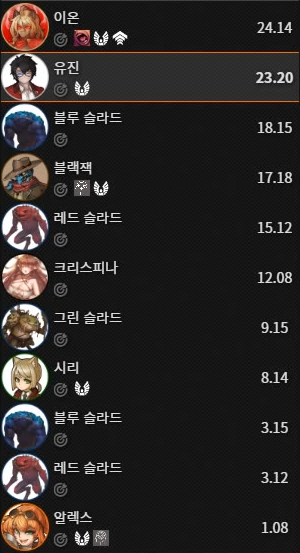 이온
24.14
유진
23.20
블루 슬라드
18.15
블랙잭
17.18
레드 슬라드
15.12
크리스피나
12.08
그린 슬라드
9.15
시리
8.14
블루 슬라드
3.15
레드 슬라드
3.12
알렉스
1.08